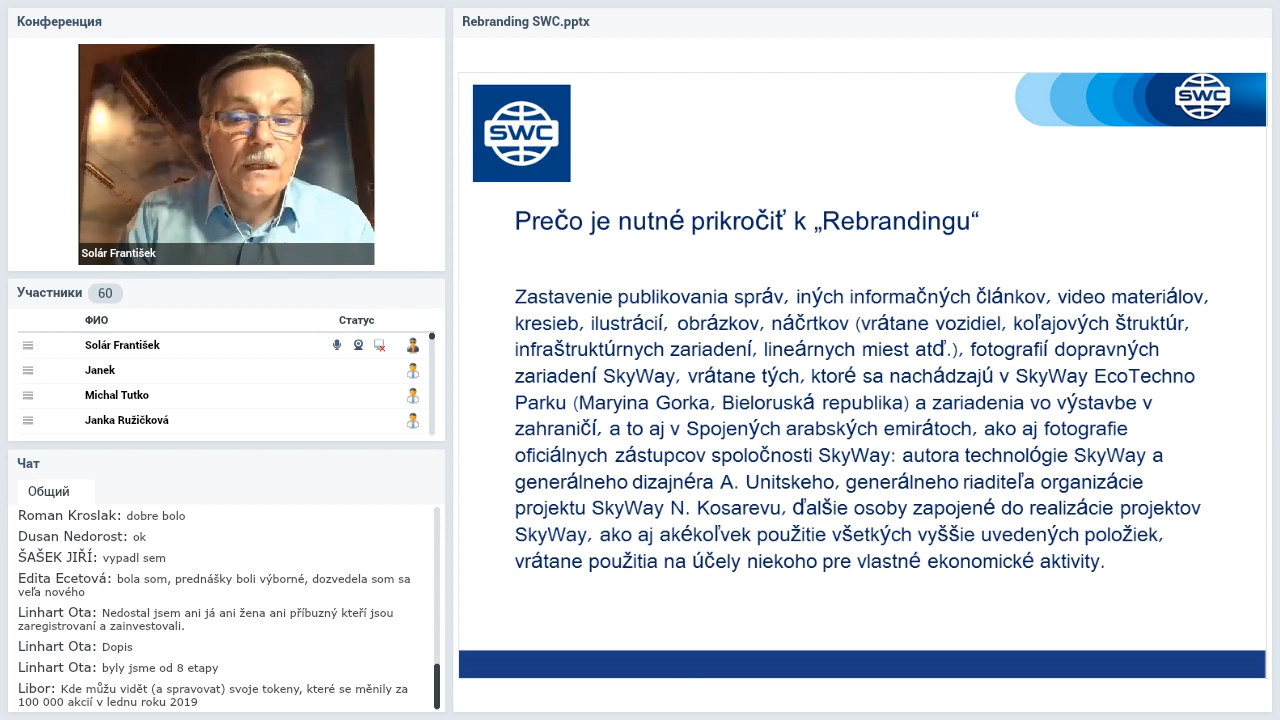 Конференция
Solár František
Участники 60
ФИО Статус
Solár František
Janek
Michal Tutko
Janka Ružičková
Чат
Общий
Roman Kroslak: dobre bolo
Dusan Nedorost: ok
ŠAŠEK JIŘÍ: vypadl sem
Edita Ecetová: bola som, prednášky boli výborné, dozvedela som sa
veľa nového
Linhart Ota: Nedostal jsem ani já ani žena ani příbuzný kteří jsou
zaregistrovaní a zainvestovali.
Linhart Ota: Dopis
Linhart Ota: byly jsme od 8 etapy
Libor: Kde můžu vidět (a spravovat) svoje tokeny, které se měnily za
100 000 akcií v lednu roku 2019
Rebranding SWC.pptx
SWC
SWC
Prečo je nutné prikročiť k „Rebrandingu“
Zastavenie publikovania správ, iných informačných článkov, video materiálov,
kresieb, ilustrácií, obrázkov, náčrtkov (vrátane vozidiel, koľajových štruktúr,
infraštruktúrnych zariadení, lineárnych miest atď.), fotografií dopravných
zariadení SkyWay, vrátane tých, ktoré sa nachádzajú v SkyWay EcoTechno
Parku (Maryina Gorka, Bieloruská republika) a zariadenia vo výstavbe v
zahraničí, a to aj v Spojených arabských emirátoch, ako aj fotografie
oficiálnych zástupcov spoločnosti SkyWay: autora technológie SkyWay a
generálneho dizajnéra A. Unitskeho, generálneho riaditeľa organizácie
projektu SkyWay N. Kosarevu, ďalšie osoby zapojené do realizácie projektov
SkyWay, ako aj akékoľvek použitie všetkých vyššie uvedených položiek,
vrátane použitia na účely niekoho pre vlastné ekonomické aktivity.